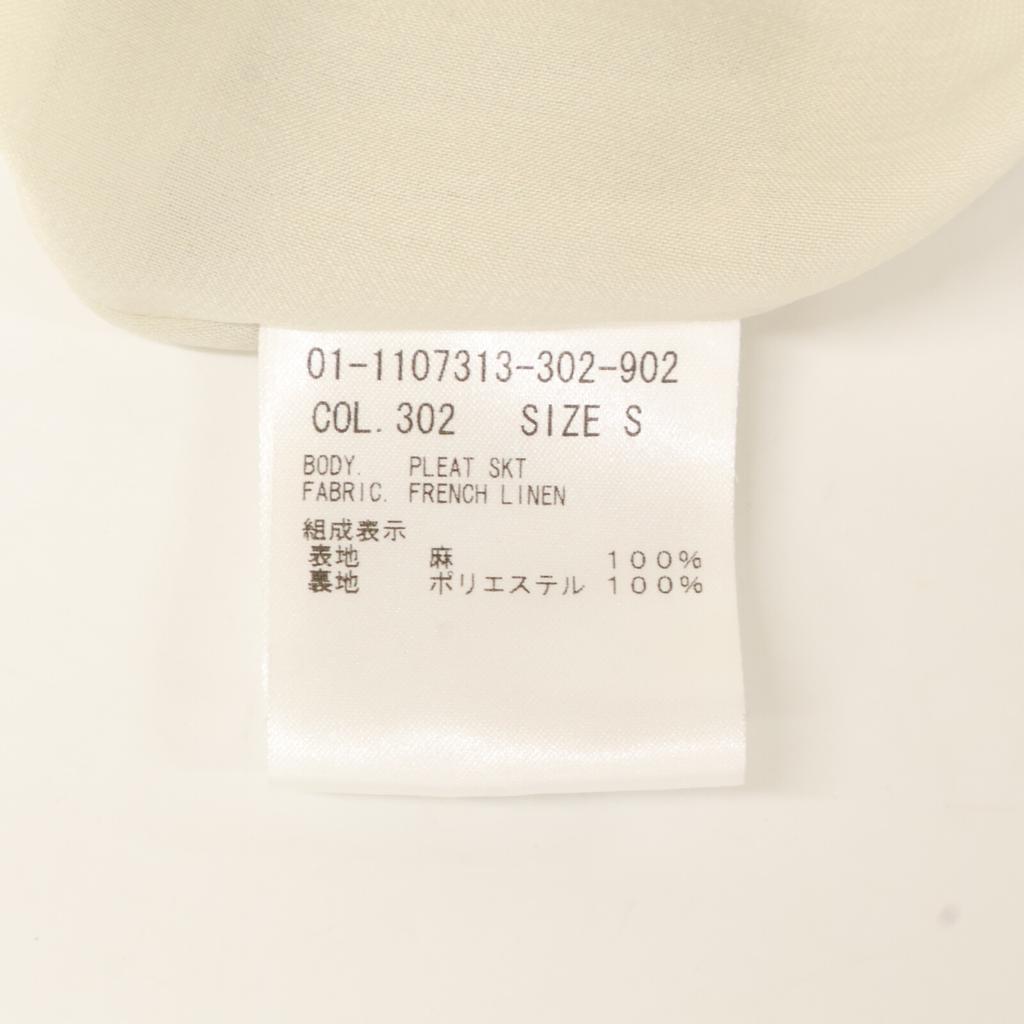 01-1107313-302-902
COL. 302 SIZE S
BODY. PLEAT SKT
FABRIC. FRENCH LINEN
組成表示
表地 麻 100%
裏地 ポリエステル 100%